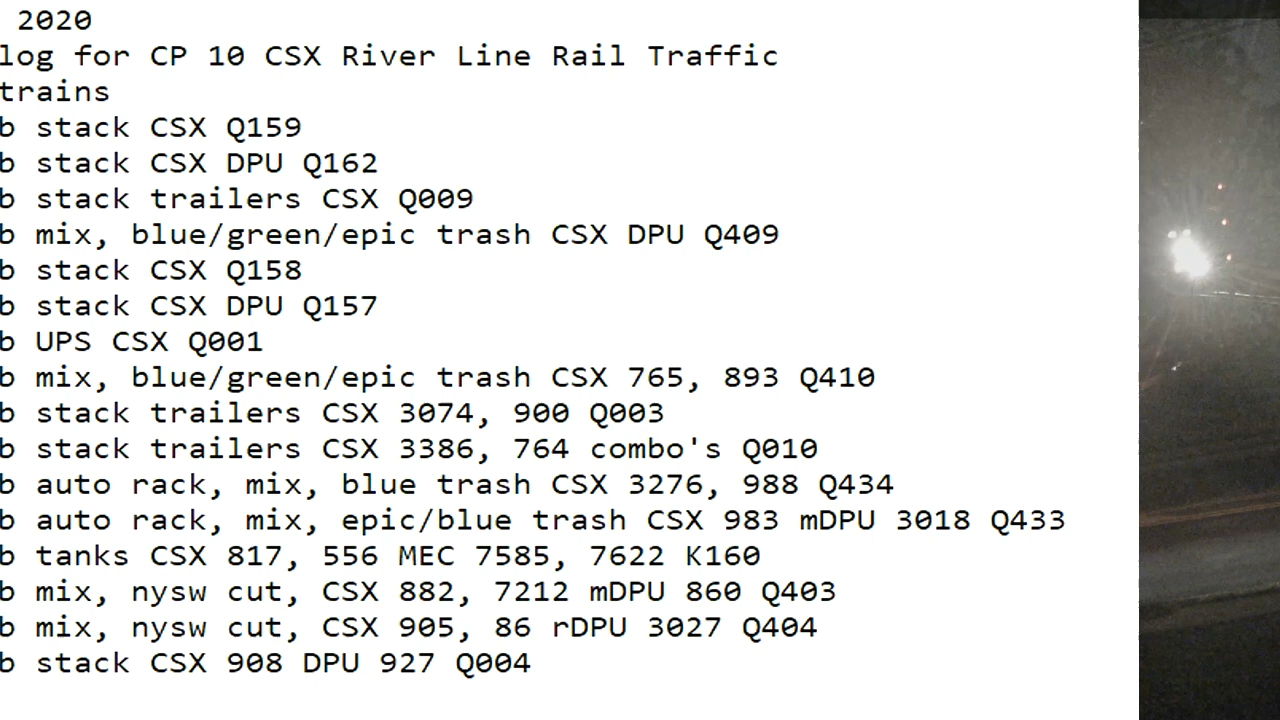 2020
log for CP 10 CSX River Line Rail Traffic
trains
b stack CSX Q159
b stack CSX DPU Q162
b stack trailers CSX Q009
b mix, blue/green/epic trash CSX DPU Q409
b stack CSX Q158
b stack CSX DPU Q157
b UPS CSX Q001
b mix, blue/green/epic trash CSX 765, 893 Q410
b stack trailers CSX 3074, 900 Q003
b stack trailers CSX 3386, 764 combo's Q010
b auto rack, mix, blue trash CSX 3276, 988 Q434
b auto rack, mix, epic/blue trash CSX 983 mDPU 3018 Q433
b tanks CSX 817, 556 MEC 7585, 7622 K160
b mix, nysw cut, CSX 882, 7212 mDPU 860 Q403
b mix, nysw cut, CSX 905, 86 rDPU 3027 Q404
b stack CSX 908 DPU 927 Q004